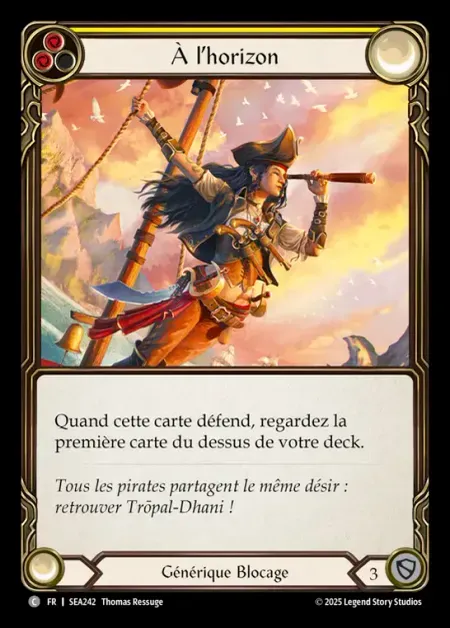 À l'horizon
Quand cette carte défend, regardez la
première carte du dessus de votre deck.
Tous les pirates partagent le même désir :
retrouver Trōpal-Dhani !
Générique Blocage
3
C FR | SEA242 Thomas Ressuge
© 2025 Legend Story Studios